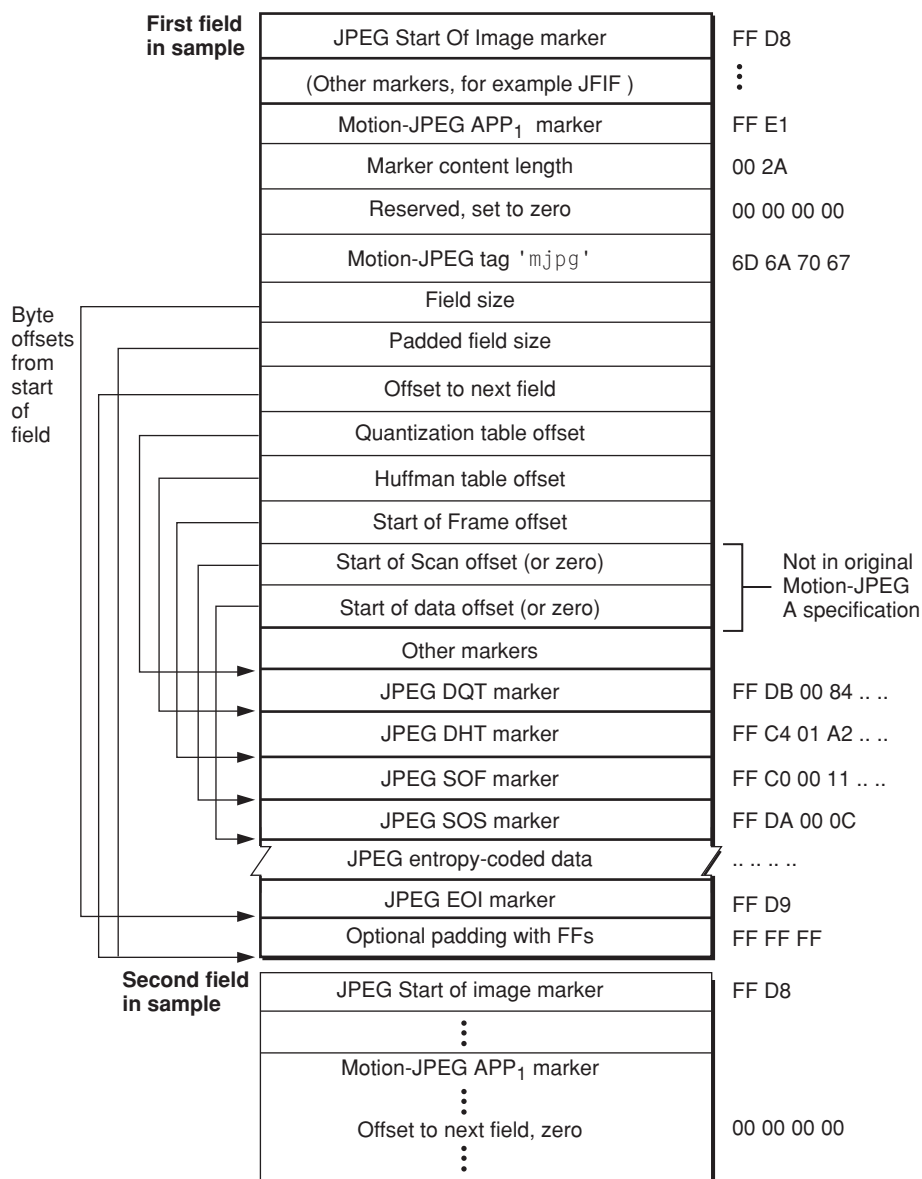 First field
in sample
JPEG Start Of Image marker
FF D8
(Other markers, for example JFIF )
Motion-JPEG APP1 marker
FF E1
Marker content length
00 2A
Reserved, set to zero
00 00 00 00
Motion-JPEG tag 'mjpg'
6D 6A 70 67
Byte
offsets
from
start
of
field
Field size
Padded field size
Offset to next field
Quantization table offset
Huffman table offset
Start of Frame offset
Start of Scan offset (or zero)
Start of data offset (or zero)
Not in original
Motion-JPEG
A specification
Other markers
JPEG DQT marker
FF DB 00 84 .. ..
JPEG DHT marker
FF C4 01 A2 .. ..
JPEG SOF marker
FF C0 00 11 .. ..
JPEG SOS marker
FF DA 00 0C
JPEG entropy-coded data
.. .. .. ..
JPEG EOI marker
FF D9
Optional padding with FFs
FF FF FF
Second field
in sample
JPEG Start of image marker
FF D8
Motion-JPEG APP1 marker
Offset to next field, zero
00 00 00 00